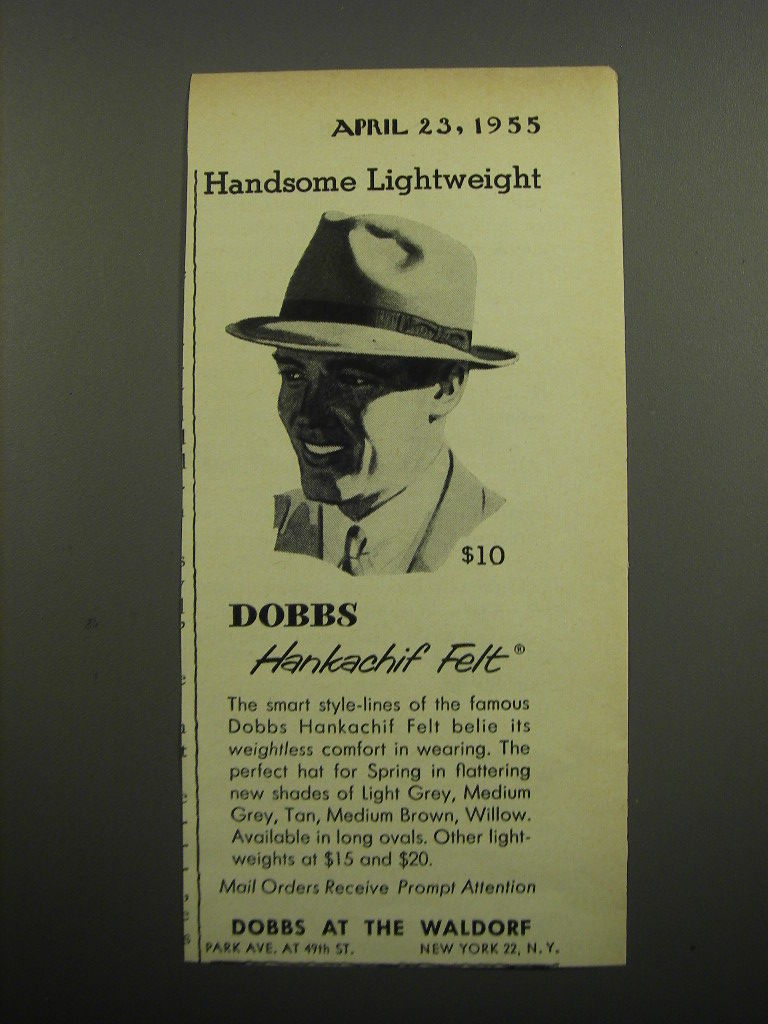 APRIL 23, 1955
Handsome Lightweight
$10
DOBBS
Hankachif Felt®
The smart style-lines of the famous
Dobbs Hankachif Felt belie its
weightless comfort in wearing. The
perfect hat for Spring in flattering
new shades of Light Grey, Medium
Grey, Tan, Medium Brown, Willow.
Available in long ovals. Other light-
weights at $15 and $20.
Mail Orders Receive Prompt Attention
DOBBS AT THE WALDORF
PARK AVE. AT 49th ST. NEW YORK 22, N.Y.